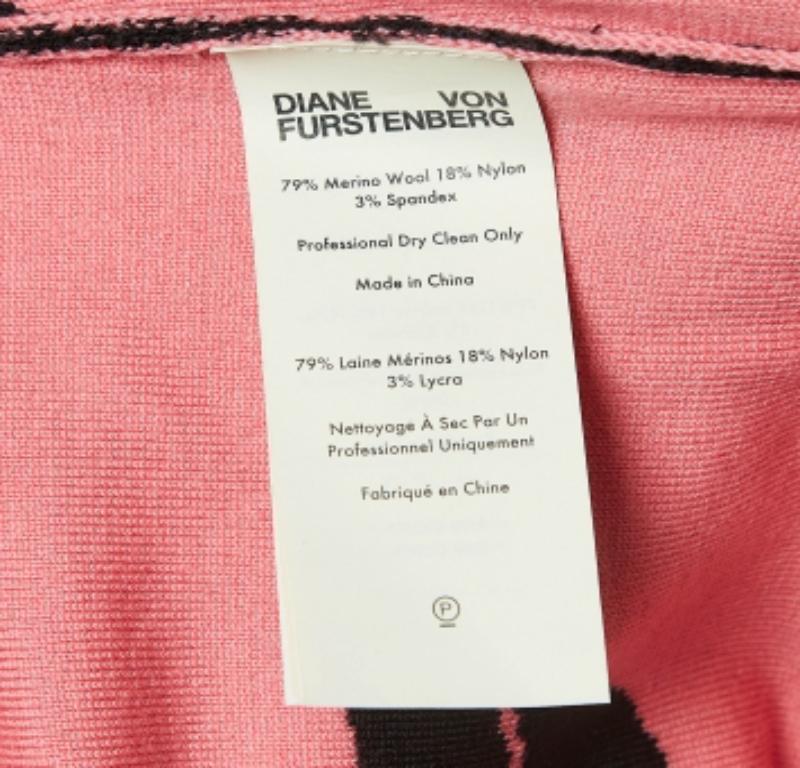 DIANE VON
FURSTENBERG
79% Merino Wool 18% Nylon
3% Spandex
Professional Dry Clean Only
Made in China
79% Laine Mérinos 18% Nylon
3% Lycra
Nettoyage À Sec Par Un
Professionnel Uniquement
Fabriqué en Chine
P